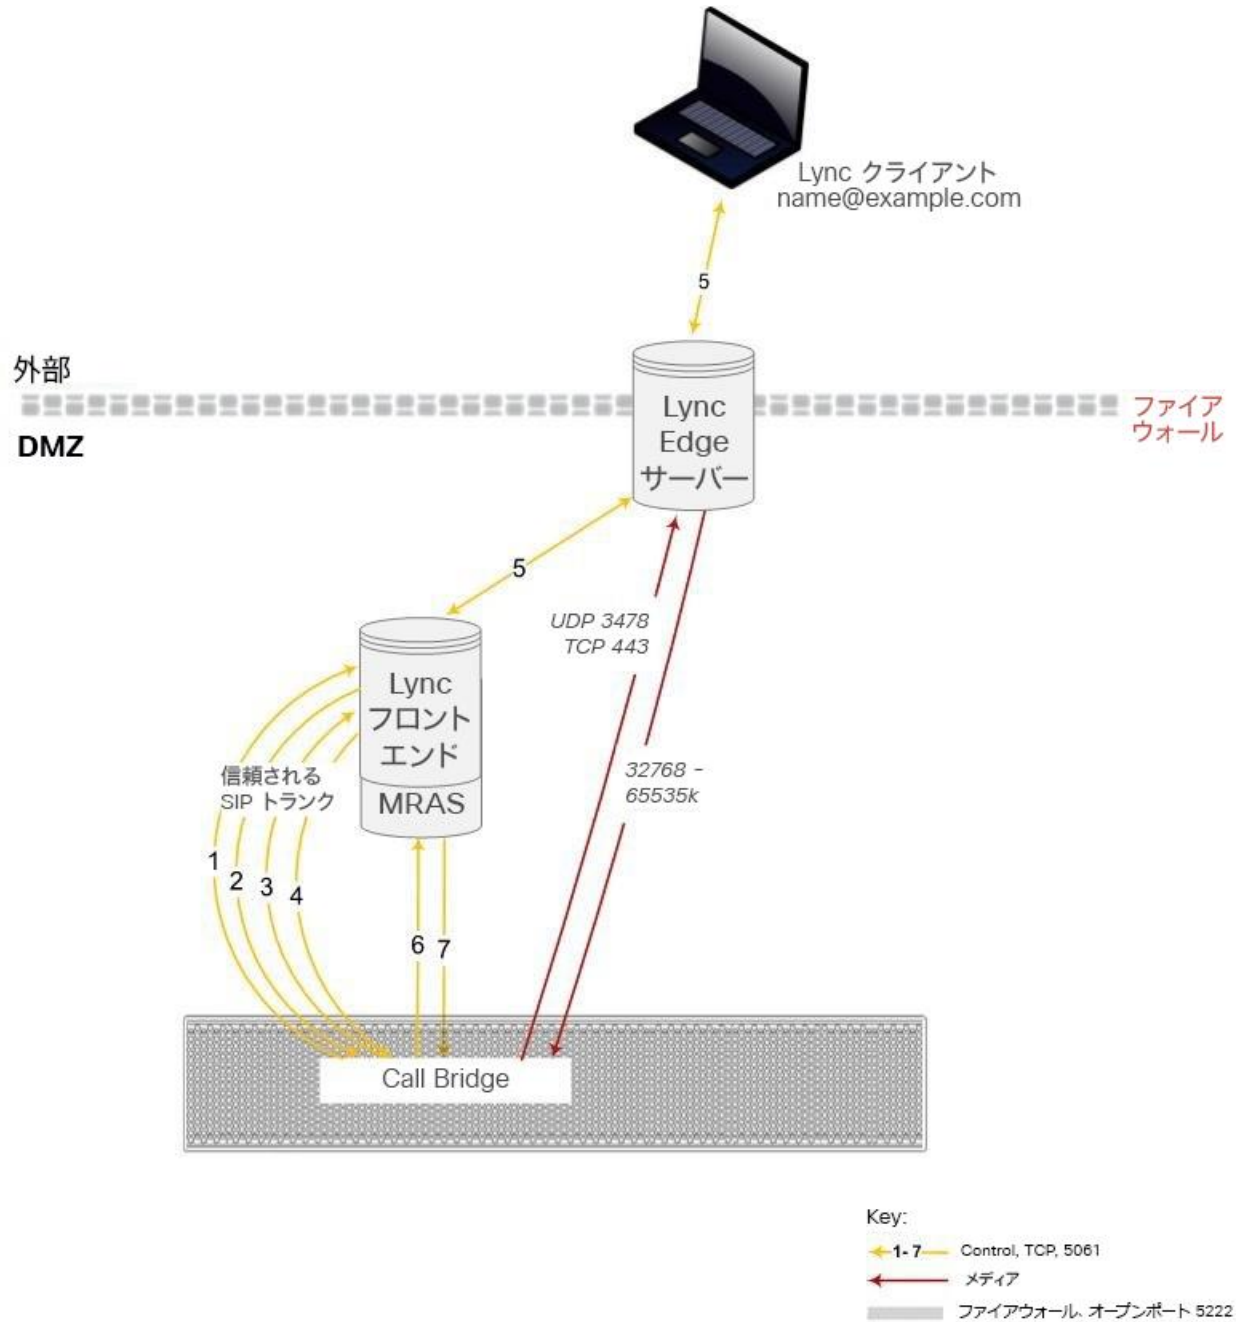 Lync クライアント
name@example.com
5
外部
ファイア
ウォール
DMZ
Lync
Edge
サーバー
5
UDP 3478
TCP 443
Lync
フロント
エンド
MRAS
信頼される
SIP トランク
32768 -
65535k
1
2
3
4
6
7
Call Bridge
Key:
1- 7
Control, TCP, 5061
メディア
ファイアウォール、オープンポート 5222